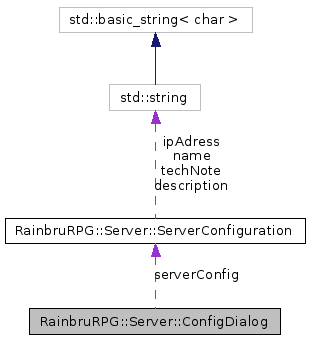 std::basic_string< char >
std::string
ipAdress
name
techNote
description
RainbruRPG::Server::ServerConfiguration
serverConfig
RainbruRPG::Server::ConfigDialog